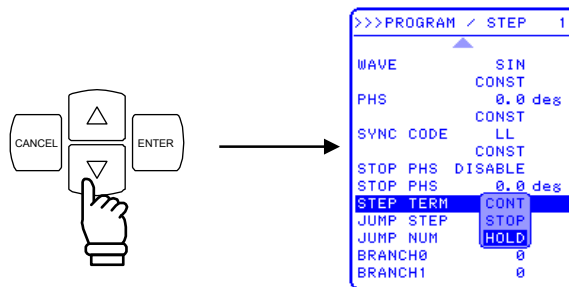 CANCEL
ENTER
>>>PROGRAM / STEP 1
WAVE SIN
CONST
PHS 0.0 deg
CONST
SYNC CODE LL
CONST
STOP PHS DISABLE
STOP PHS 0.0 deg
STEP TERM CONT
JUMP STEP STOP
JUMP NUM HOLD
BRANCH0 0
BRANCH1 0